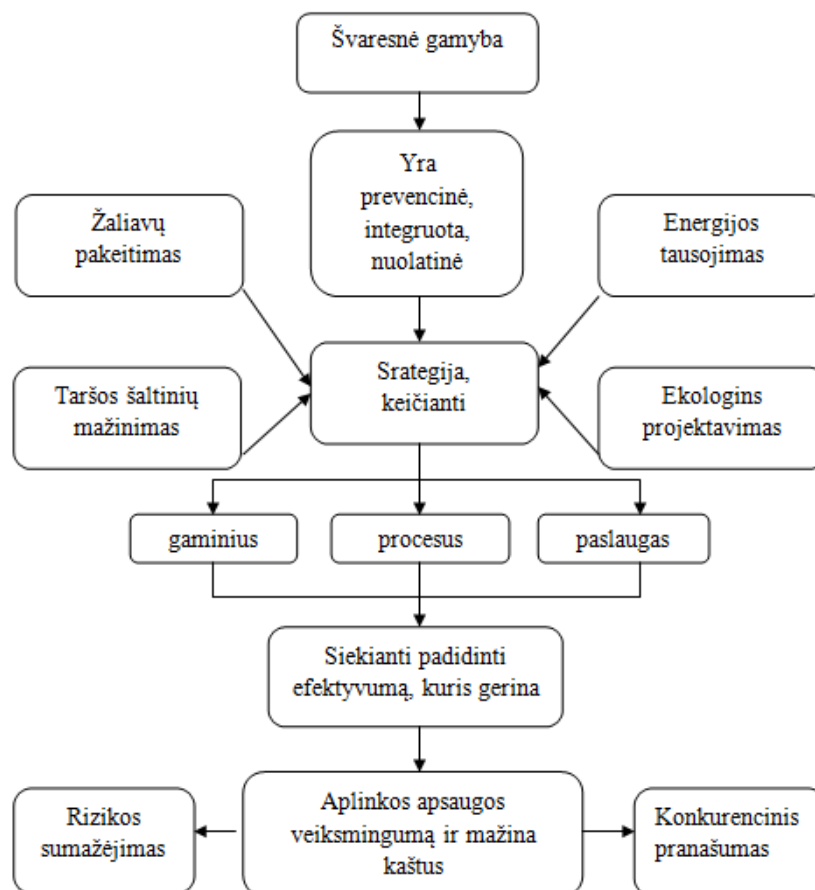 Švaresnė gamyba
Yra
prevencinė,
integruota,
nuolatinė
Žaliavų
pakeitimas
Energijos
tausojimas
Srategija,
keičianti
Taršos šaltinių
mažinimas
Ekologins
projektavimas
gaminius
procesus
paslaugas
Siekianti padidinti
efektyvumą, kuris gerina
Aplinkos apsaugos
veiksmingumą ir mažina
kaštus
Rizikos
sumažėjimas
Konkurencinis
pranašumas